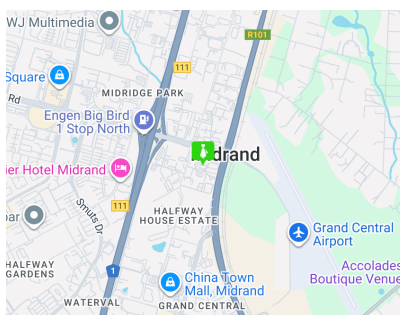 WJ Multimedia
R101
Square
111
MIDRIDGE PARK
Rd
Engen Big Bird
1 Stop North
Midrand
ier Hotel Midrand
Smuts Dr
111
bar
HALFWAY
HOUSE ESTATE
Grand Central
Airport
HALFWAY
GARDENS
1
China Town
Mall, Midrand
Accolades
Boutique Venue
WATERVAL
GRAND CENTRAL